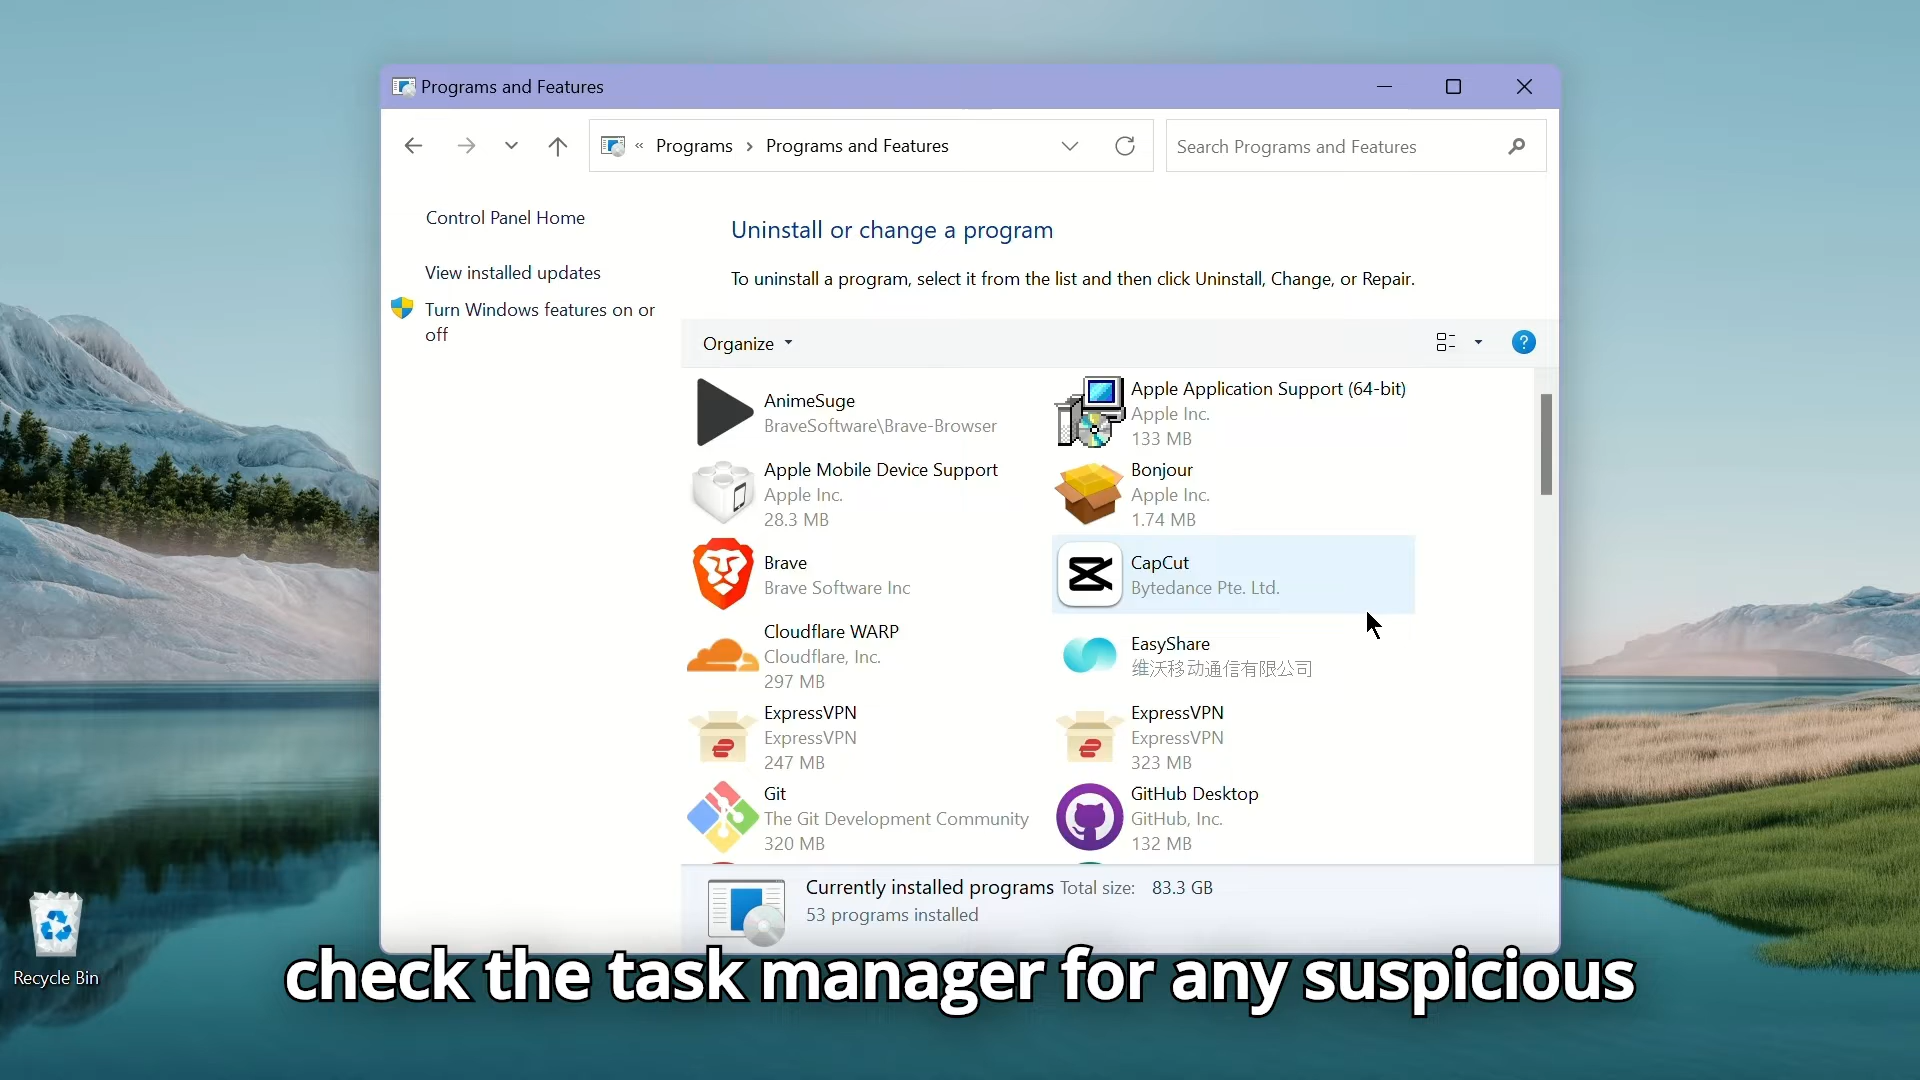 Programs and Features
« Programs › Programs and Features
Search Programs and Features
Control Panel Home
View installed updates
Turn Windows features on or
off
Uninstall or change a program
To uninstall a program, select it from the list and then click Uninstall, Change, or Repair.
Organize
?
AnimeSuge
BraveSoftware\Brave-Browser
Apple Application Support (64-bit)
Apple Inc.
133 MB
Apple Mobile Device Support
Apple Inc.
28.3 MB
Bonjour
Apple Inc.
1.74 MB
Brave
Brave Software Inc
CapCut
Bytedance Pte. Ltd.
Cloudflare WARP
Cloudflare, Inc.
297 MB
EasyShare
维沃移动通信有限公司
ExpressVPN
ExpressVPN
247 MB
ExpressVPN
ExpressVPN
323 MB
Git
The Git Development Community
320 MB
GitHub Desktop
GitHub, Inc.
132 MB
Currently installed programs Total size: 83.3 GB
53 programs installed
Recycle Bin
check the task manager for any suspicious